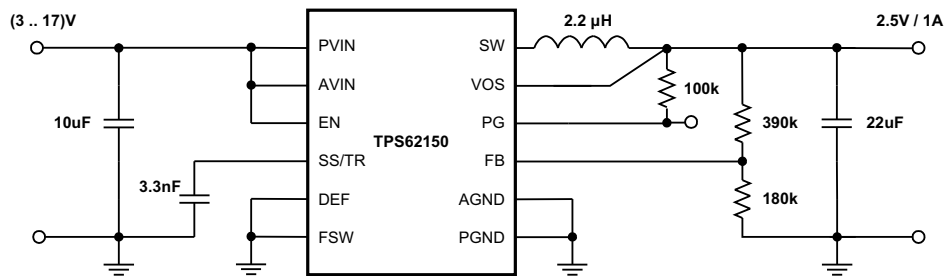 (3 .. 17)V
2.2 µH
2.5V / 1A
PVIN
SW
AVIN
VOS
100k
10uF
EN
PG
390k
22uF
TPS62150
SS/TR
FB
3.3nF
DEF
AGND
180k
FSW
PGND